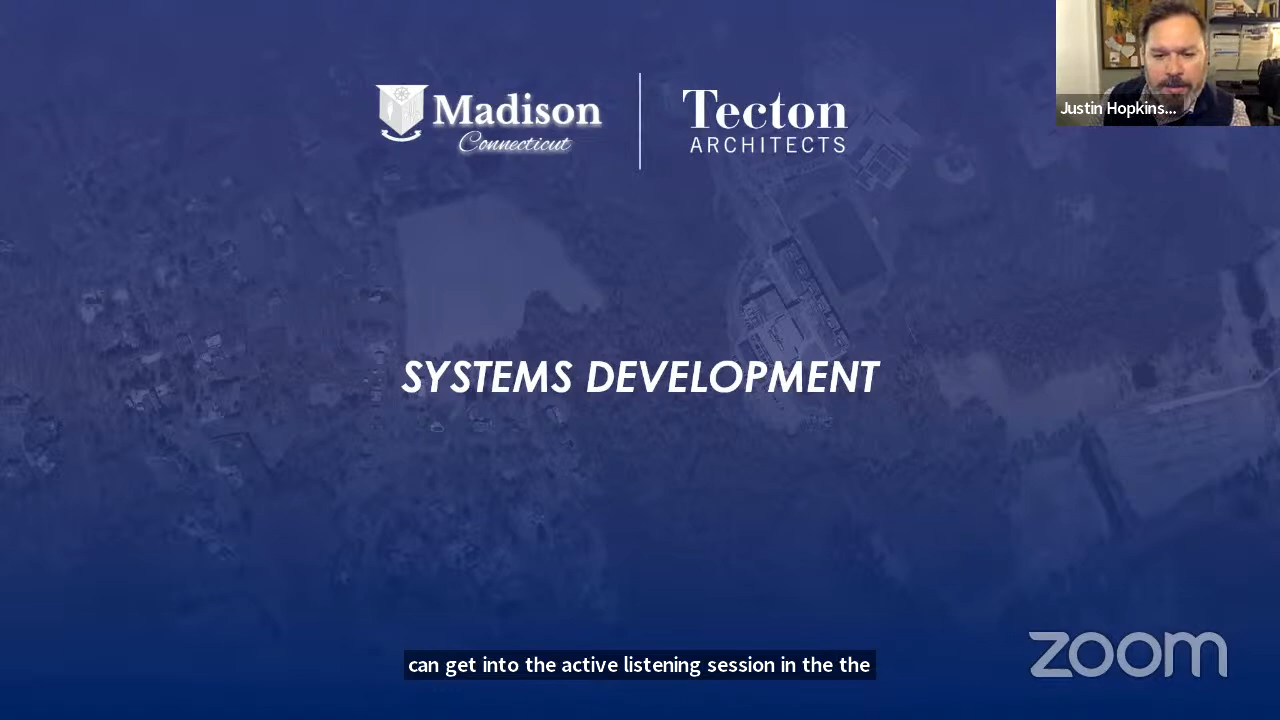 Madison
Connecticut
Tecton
ARCHITECTS
Justin Hopkins...
SYSTEMS DEVELOPMENT
can get into the active listening session in the the
zoom